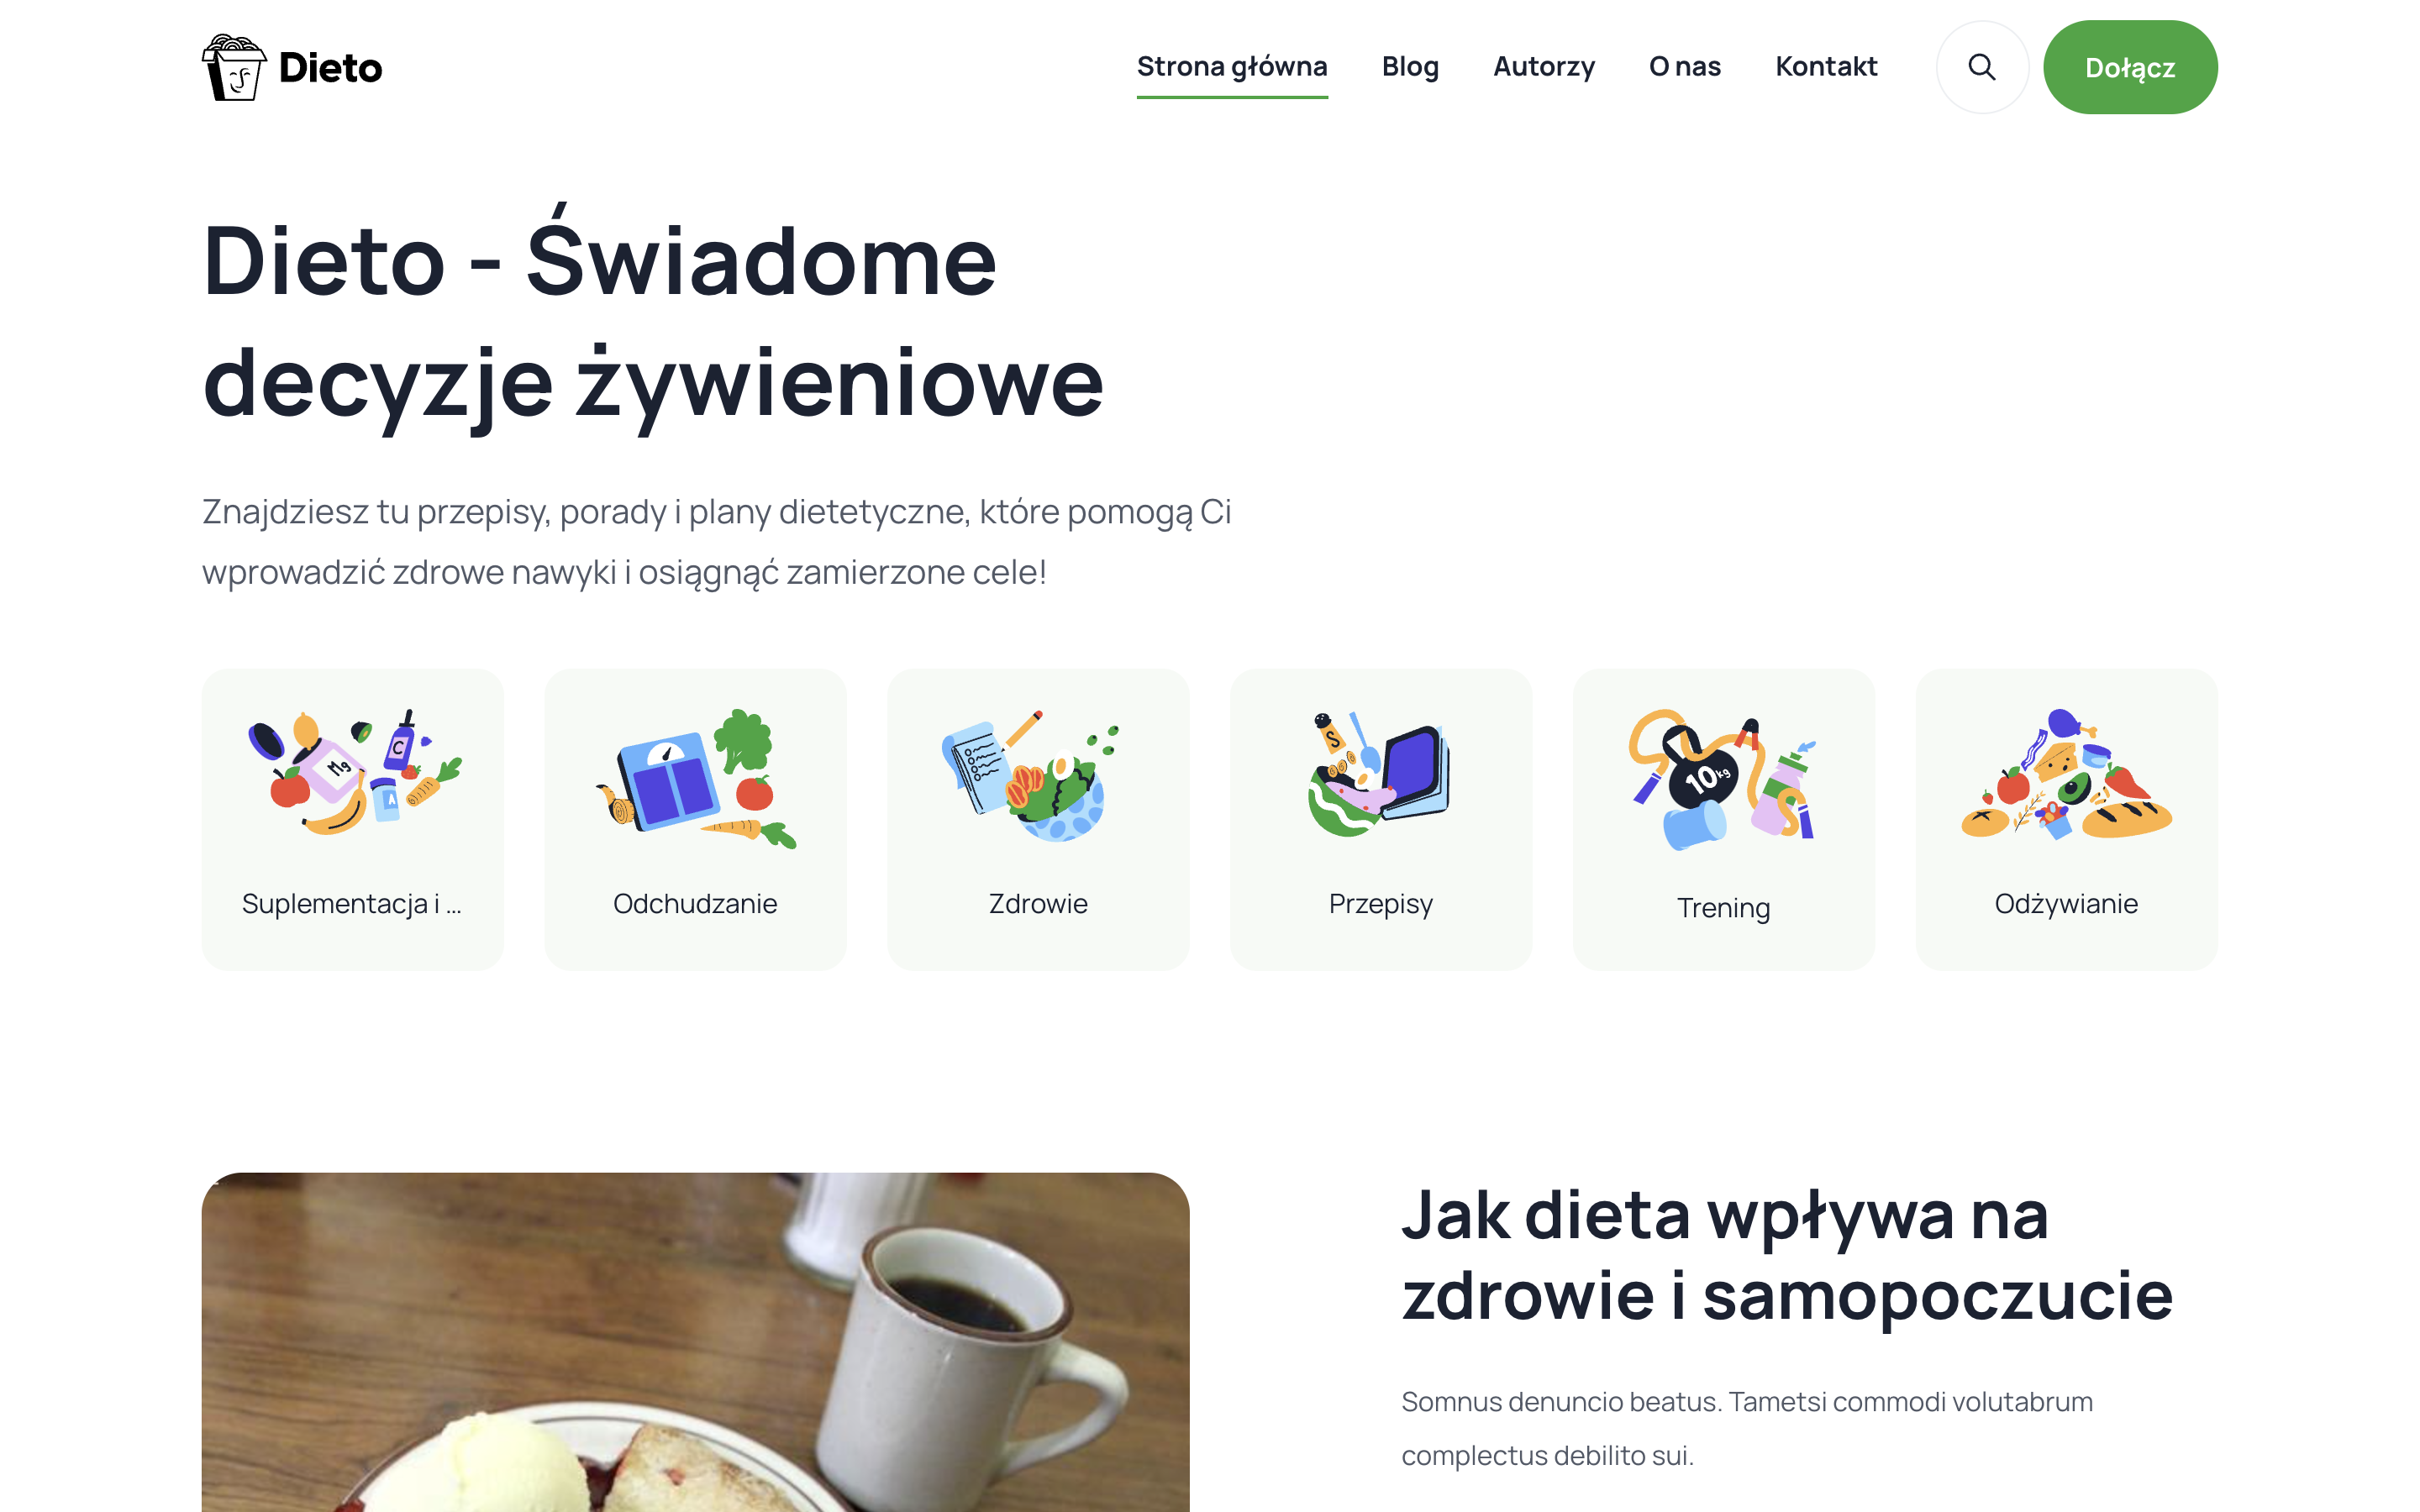 Dieto
Strona główna
Blog
Autorzy
O nas
Kontakt
Dołącz
Dieto - Świadome
decyzje żywieniowe
Znajdziesz tu przepisy, porady i plany dietetyczne, które pomogą Ci
wprowadzić zdrowe nawyki i osiągnąć zamierzone cele!
Mg
C
A
S
10 kg
Suplementacja i ...
Odchudzanie
Zdrowie
Przepisy
Trening
Odżywianie
Jak dieta wpływa na
zdrowie i samopoczucie
Somnus denuncio beatus. Tametsi commodi volutabrum
complectus debilito sui.